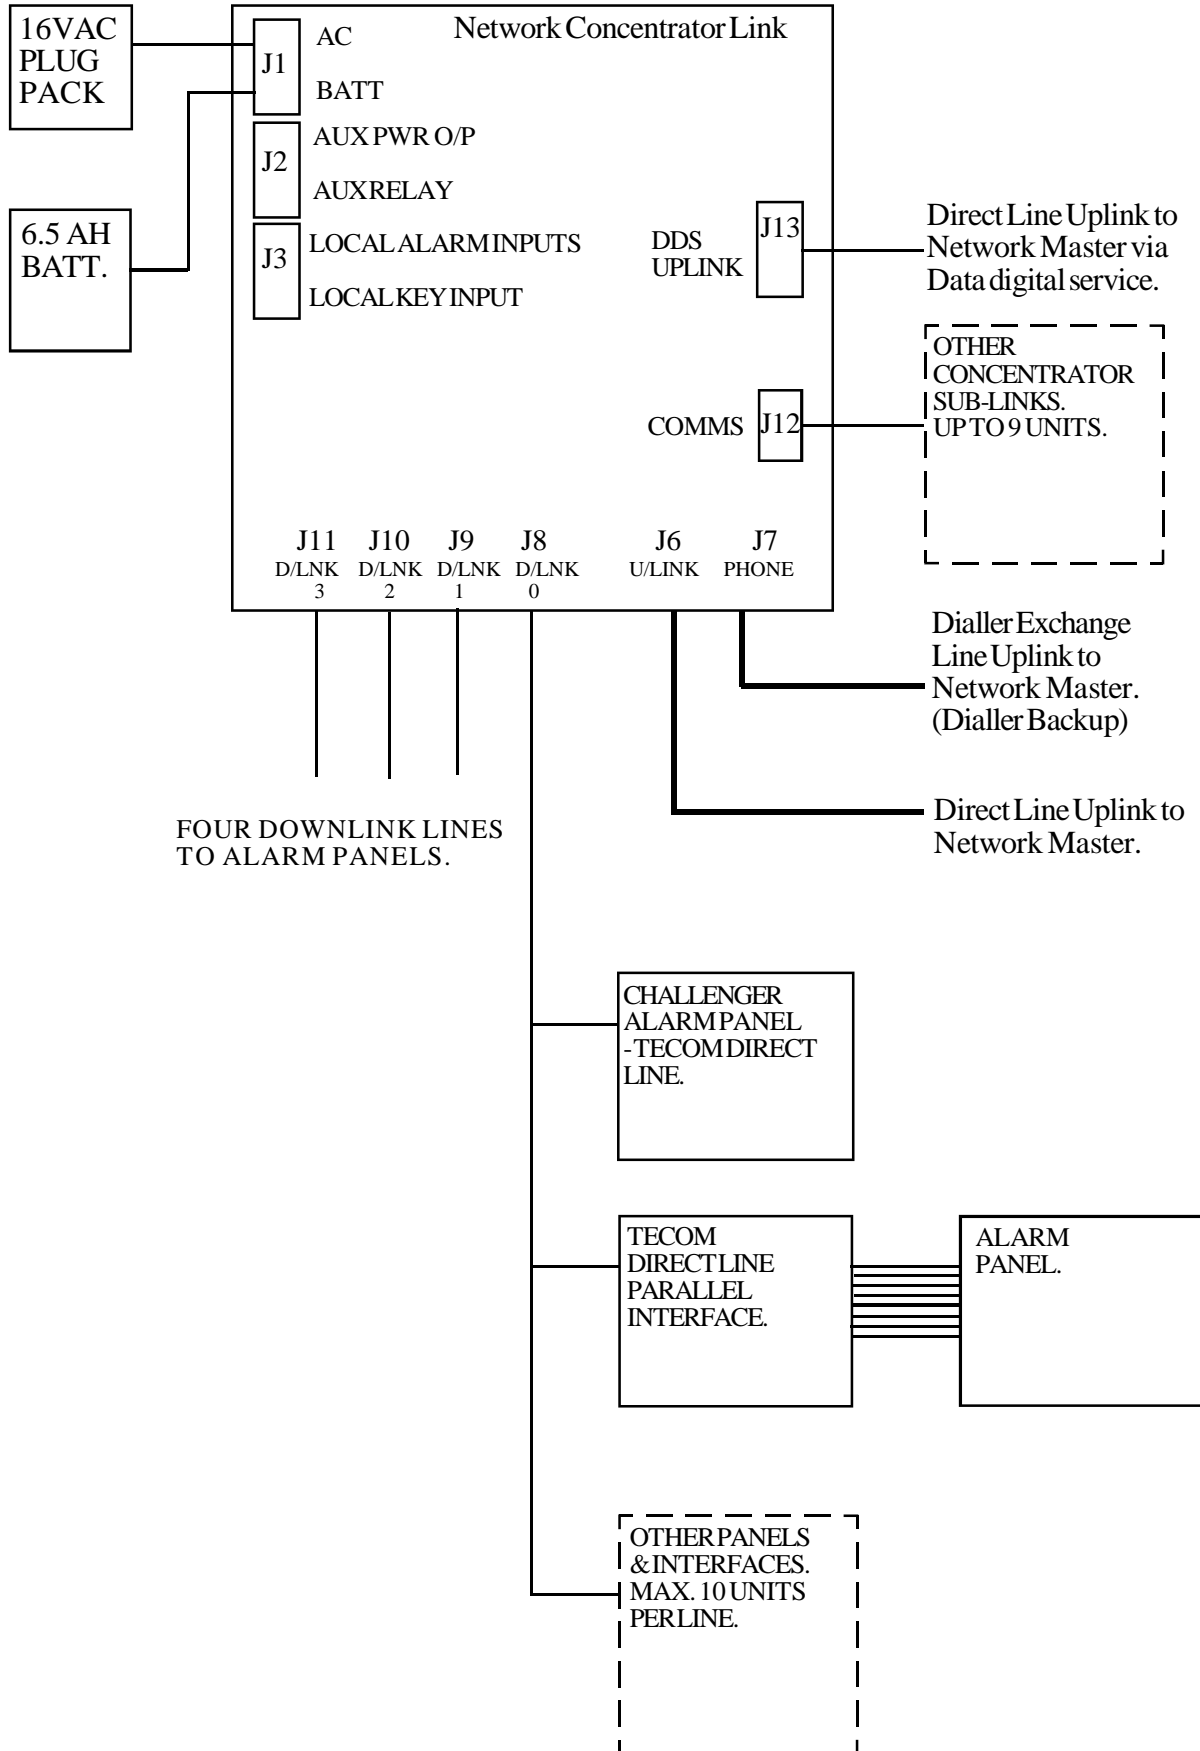 16VAC
PLUG
PACK
J1
AC
BATT
Network Concentrator Link
J2
AUX PWR O/P
AUX RELAY
6.5 AH
BATT.
J3
LOCAL ALARM INPUTS
LOCAL KEY INPUT
DDS
UPLINK
J13
Direct Line Uplink to
Network Master via
Data digital service.
OTHER
CONCENTRATOR
SUB-LINKS.
UP TO 9 UNITS.
COMMS
J12
J11
D/LNK
3
J10
D/LNK
2
J9
D/LNK
1
J8
D/LNK
0
J6
U/LINK
J7
PHONE
Dialler Exchange
Line Uplink to
Network Master.
(Dialler Backup)
Direct Line Uplink to
Network Master.
FOUR DOWNLINK LINES
TO ALARM PANELS.
CHALLENGER
ALARM PANEL
- TECOM DIRECT
LINE.
TECOM
DIRECT LINE
PARALLEL
INTERFACE.
ALARM
PANEL.
OTHER PANELS
& INTERFACES.
MAX. 10 UNITS
PER LINE.